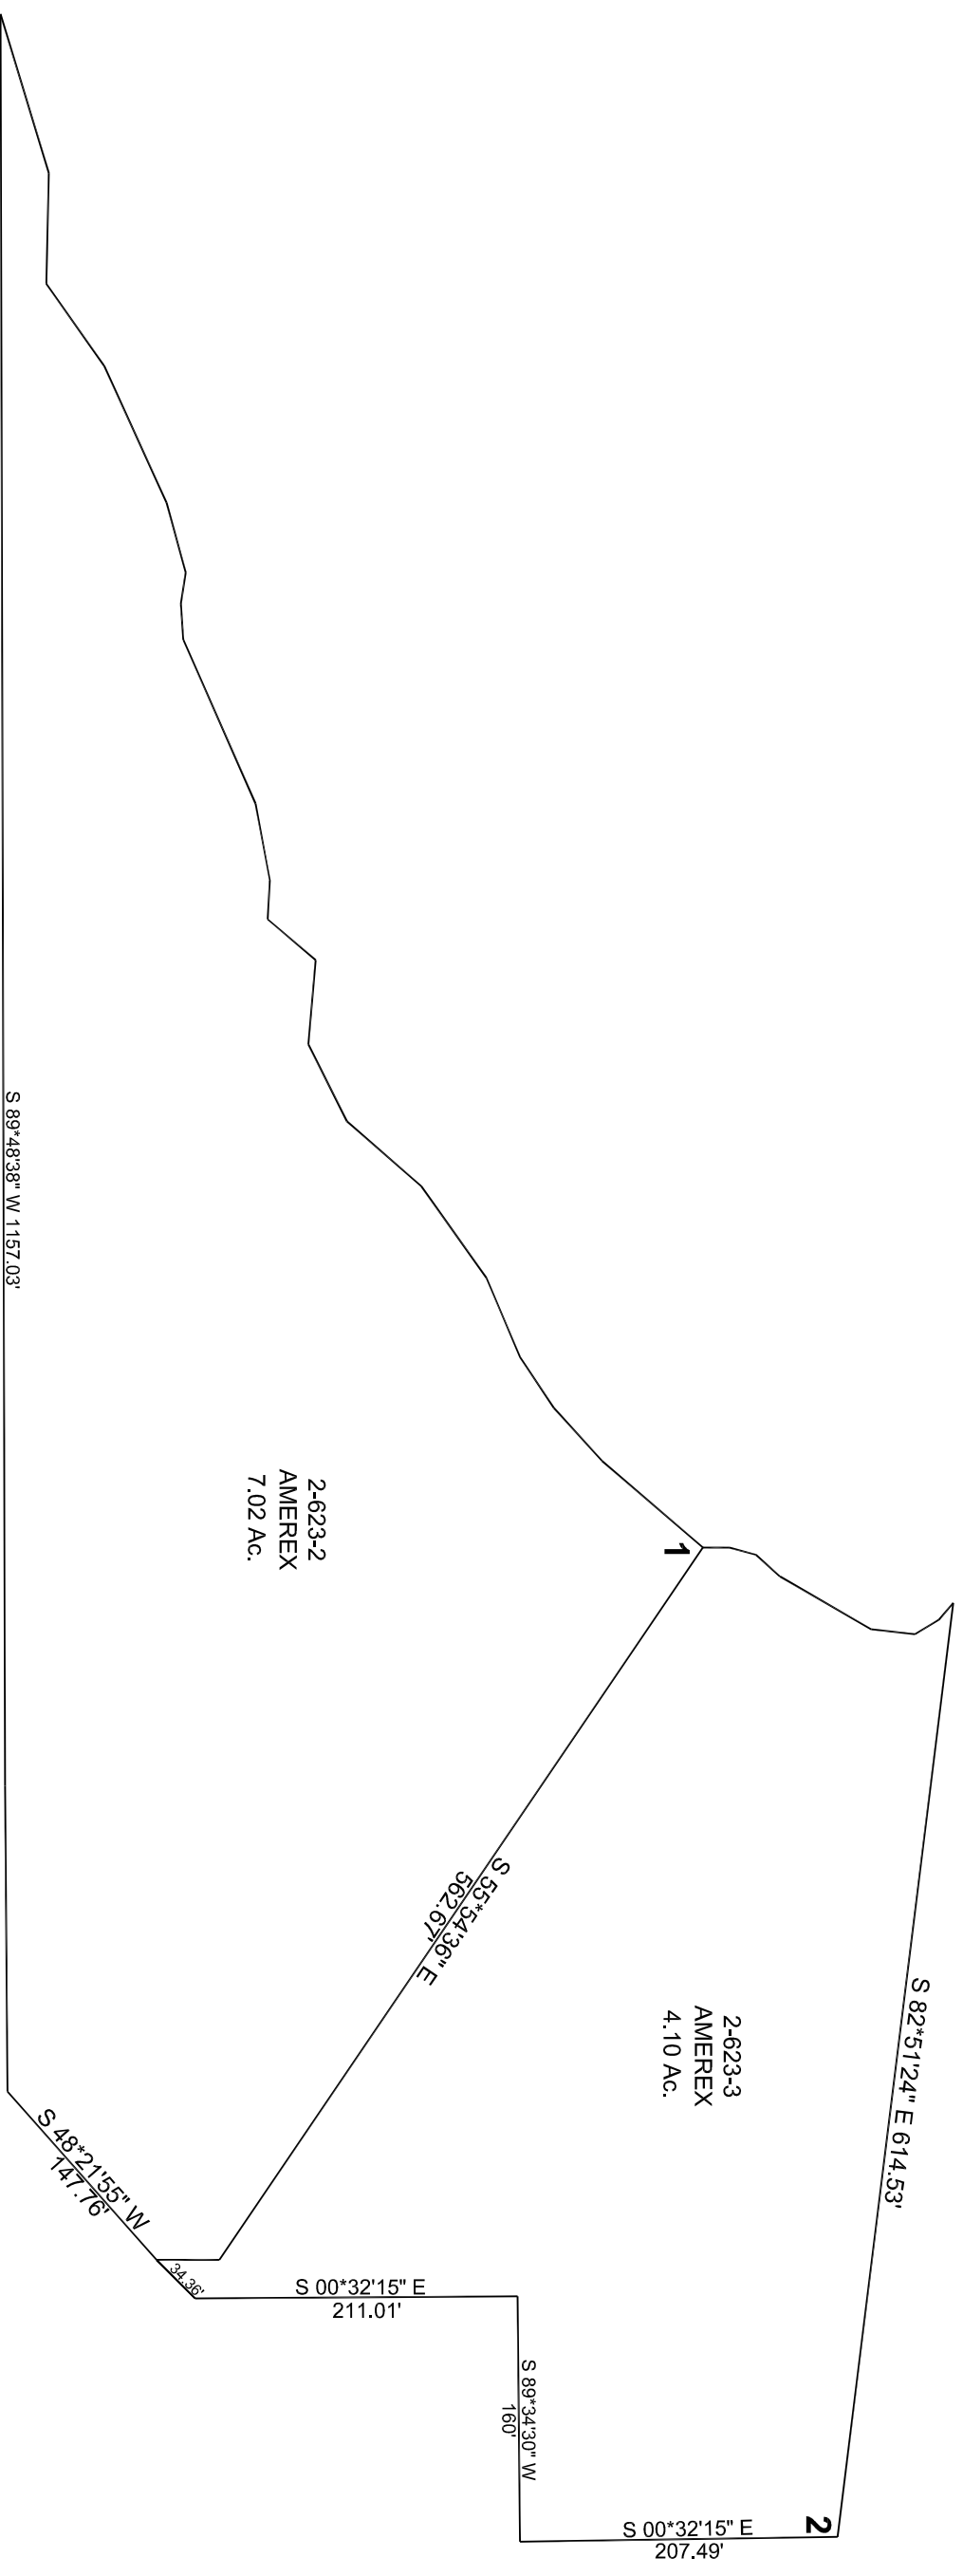 S 82*51'24" E 614.53'
2-623-3
AMEREX
4.10 Ac.
1
2
S 00*32'15" E
207.49'
S 89*34'30" W
160'
S 55*54'36" E
562.67'
2-623-2
AMEREX
7.02 Ac.
S 00*32'15" E
211.01'
34.36'
S 48*21'55" W
147.76'
S 89*48'38" W 1157.03'